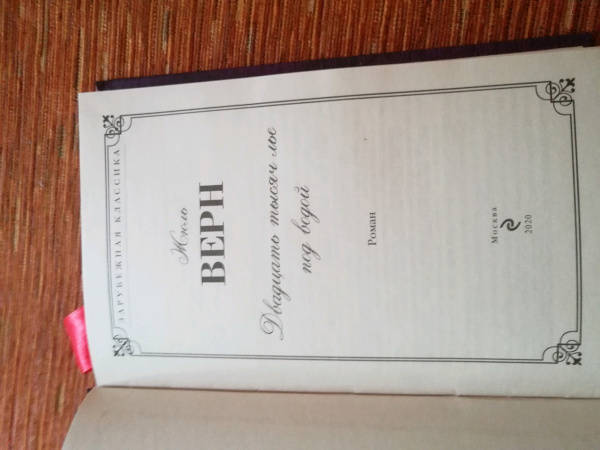 ЗАРУБЕЖНАЯ КЛАССИКА
Жюль
ВЕРН
Двадцать тысяч лье
под водой
Роман
Москва
2020